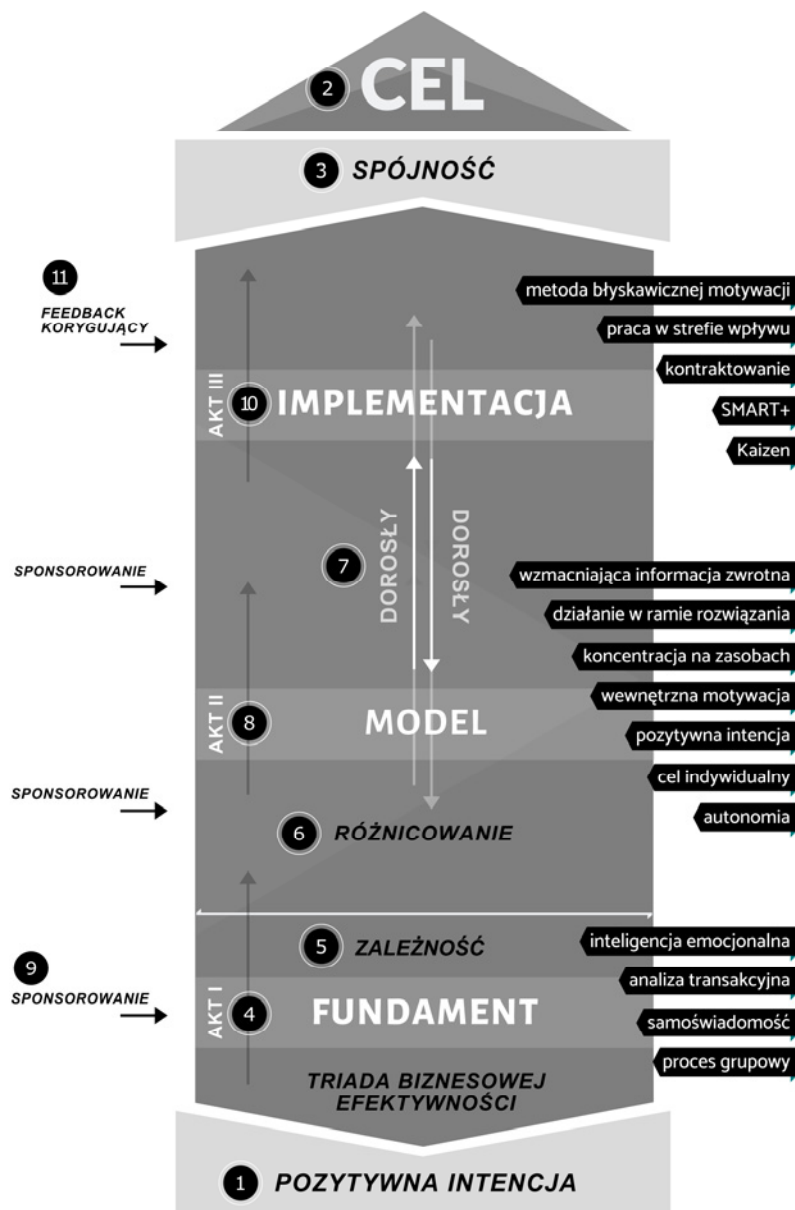 2 CEL
3 SPÓJNOŚĆ
11
FEEDBACK
KORYGUJĄCY
metoda błyskawicznej motywacji
praca w strefie wpływu
kontraktowanie
SMART+
Kaizen
AKT III
10 IMPLEMENTACJA
7
DOROSŁY
DOROSŁY
SPONSOROWANIE
wzmacniająca informacja zwrotna
działanie w ramie rozwiązania
koncentracja na zasobach
wewnętrzna motywacja
pozytywna intencja
cel indywidualny
autonomia
AKT II
8 MODEL
SPONSOROWANIE
6 RÓŻNICOWANIE
5 ZALEŻNOŚĆ
inteligencja emocjonalna
analiza transakcyjna
samoświadomość
proces grupowy
9
SPONSOROWANIE
AKT I
4 FUNDAMENT
TRIADA BIZNESOWEJ
EFEKTYWNOŚCI
1 POZYTYWNA INTENCJA